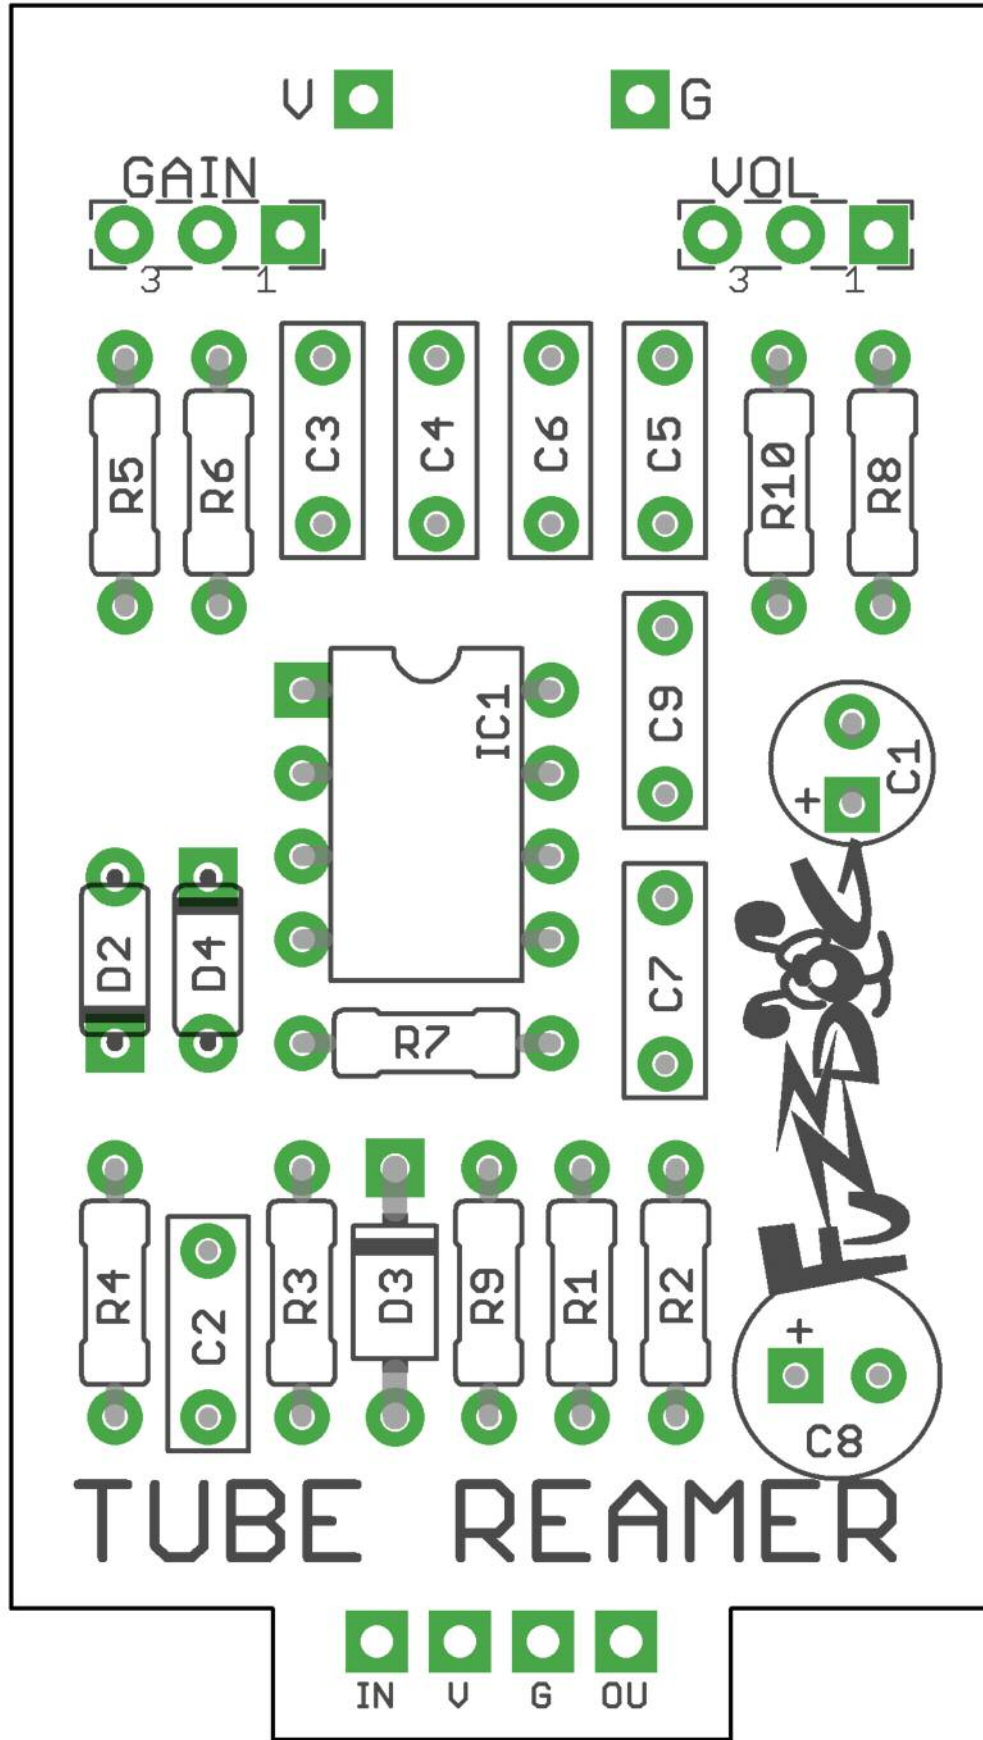 V G
GAIN VOL
3 1 3 1
R5 R6 C3 C4 C6 C5 R10 R8
IC1 C9 C1
+
D2 D4 C7
R7
FUZZDOG
R4 C2 R3 D3 R9 R1 R2
+
C8
TUBE REAMER
IN V G OU